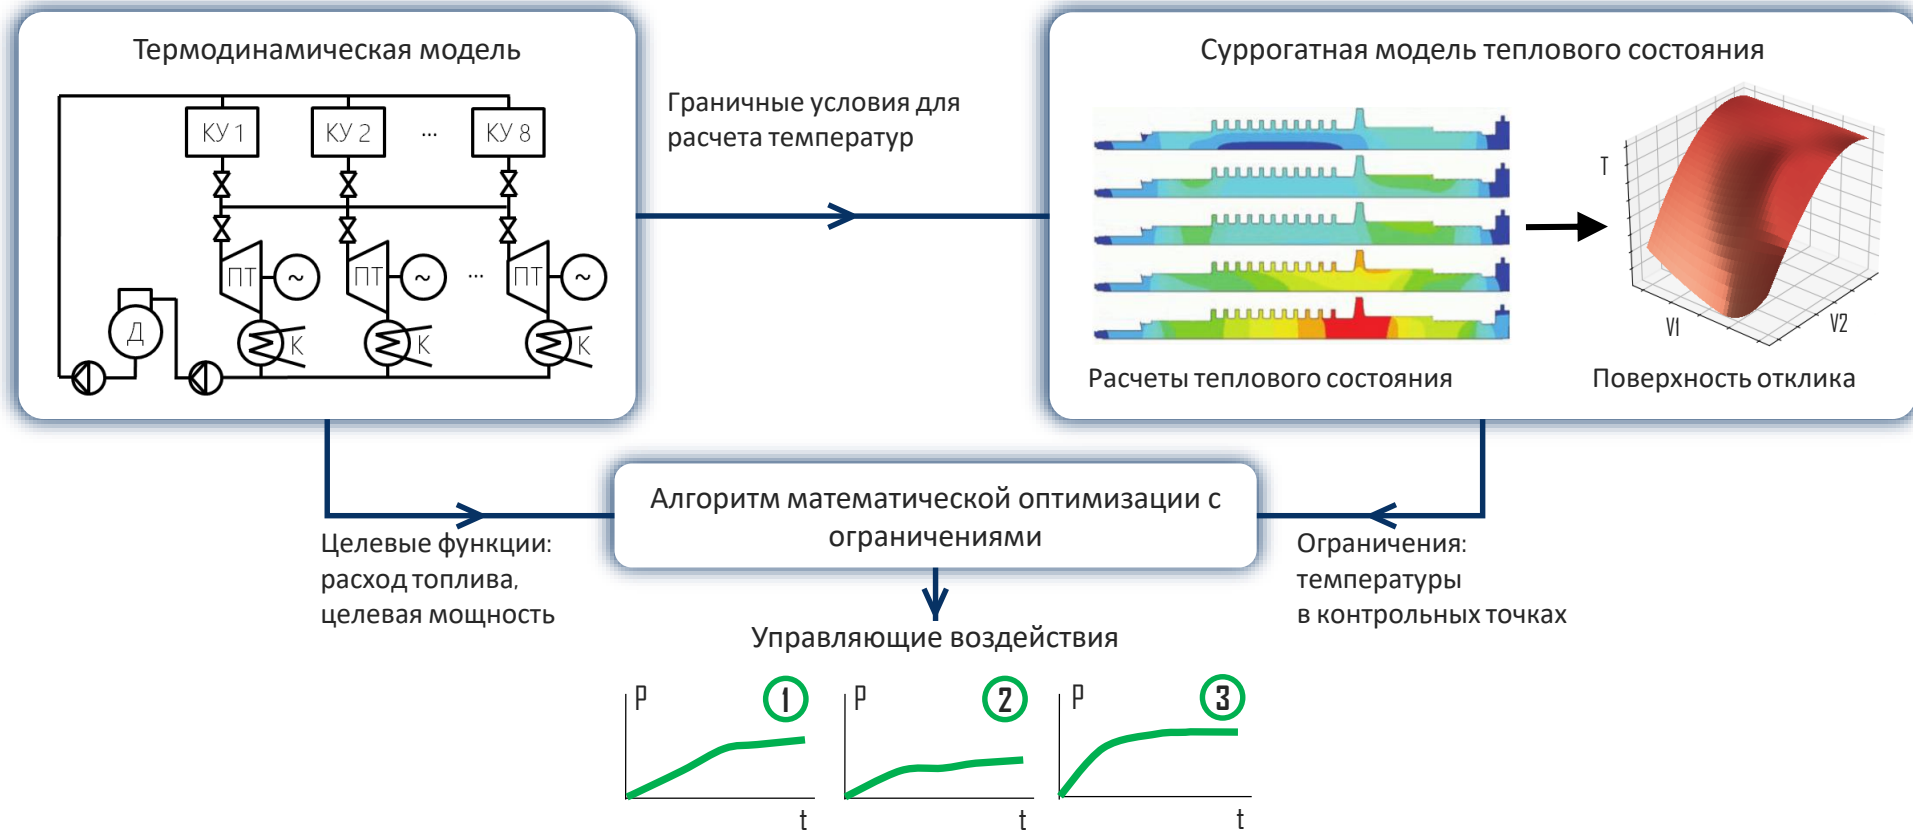 Термодинамическая модель
КУ 1
КУ 2
...
КУ 8
ПТ
~
ПТ
~
...
ПТ
~
Д
К
К
К
Граничные условия для
расчета температур
Суррогатная модель теплового состояния
T
V1
V2
Расчеты теплового состояния
Поверхность отклика
Алгоритм математической оптимизации с
ограничениями
Целевые функции:
расход топлива,
целевая мощность
Ограничения:
температуры
в контрольных точках
Управляющие воздействия
P
1
t
P
2
t
P
3
t